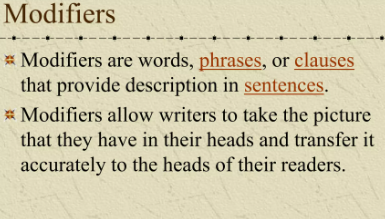 Modifiers
Modifiers are words, phrases, or clauses
that provide description in sentences.
Modifiers allow writers to take the picture
that they have in their heads and transfer it
accurately to the heads of their readers.